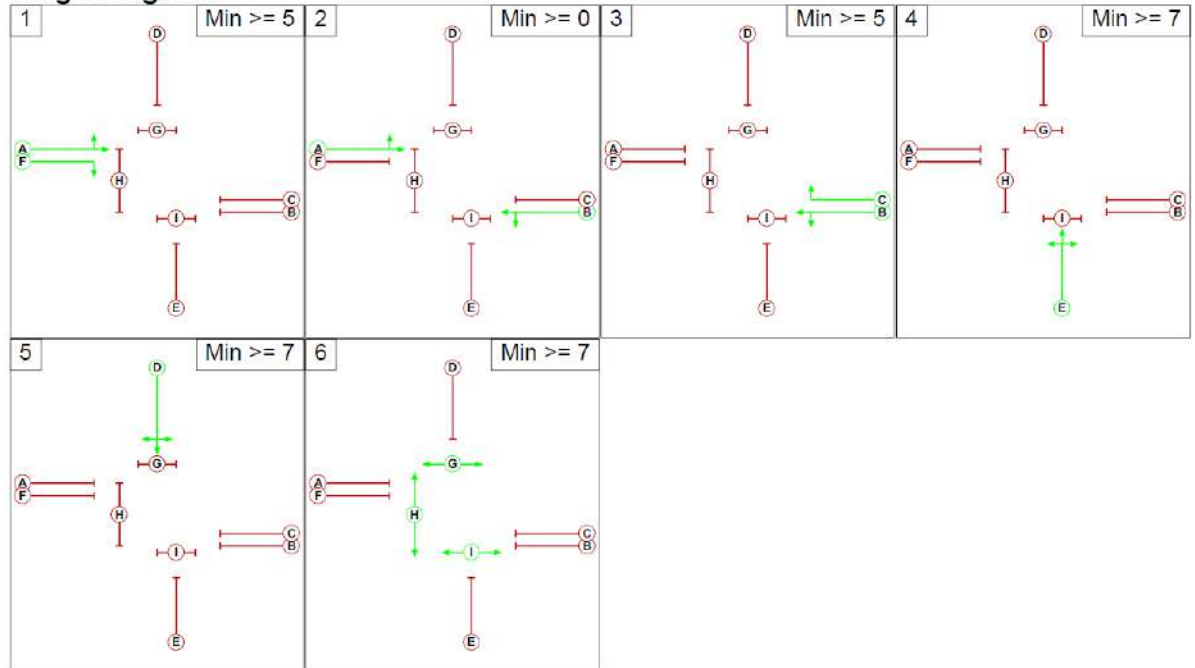 1 Min >= 5
D
G
A
F
H
C
B
I
E
2 Min >= 0
D
G
A
F
H
C
B
I
E
3 Min >= 5
D
G
A
F
H
C
B
I
E
4 Min >= 7
D
G
A
F
H
C
B
I
E
5 Min >= 7
D
G
A
F
H
C
B
I
E
6 Min >= 7
D
G
A
F
H
C
B
I
E